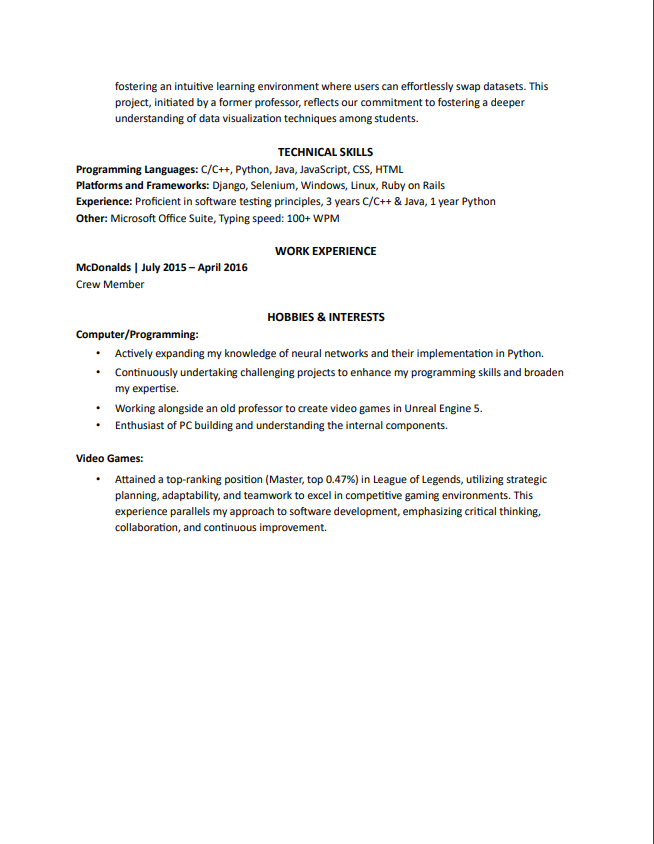 fostering an intuitive learning environment where users can effortlessly swap datasets. This
project, initiated by a former professor, reflects our commitment to fostering a deeper
understanding of data visualization techniques among students.
TECHNICAL SKILLS
Programming Languages: C/C++, Python, Java, JavaScript, CSS, HTML
Platforms and Frameworks: Django, Selenium, Windows, Linux, Ruby on Rails
Experience: Proficient in software testing principles, 3 years C/C++ & Java, 1 year Python
Other: Microsoft Office Suite, Typing speed: 100+ WPM
WORK EXPERIENCE
McDonalds | July 2015 – April 2016
Crew Member
HOBBIES & INTERESTS
Computer/Programming:
• Actively expanding my knowledge of neural networks and their implementation in Python.
• Continuously undertaking challenging projects to enhance my programming skills and broaden
my expertise.
• Working alongside an old professor to create video games in Unreal Engine 5.
• Enthusiast of PC building and understanding the internal components.
Video Games:
• Attained a top-ranking position (Master, top 0.47%) in League of Legends, utilizing strategic
planning, adaptability, and teamwork to excel in competitive gaming environments. This
experience parallels my approach to software development, emphasizing critical thinking,
collaboration, and continuous improvement.